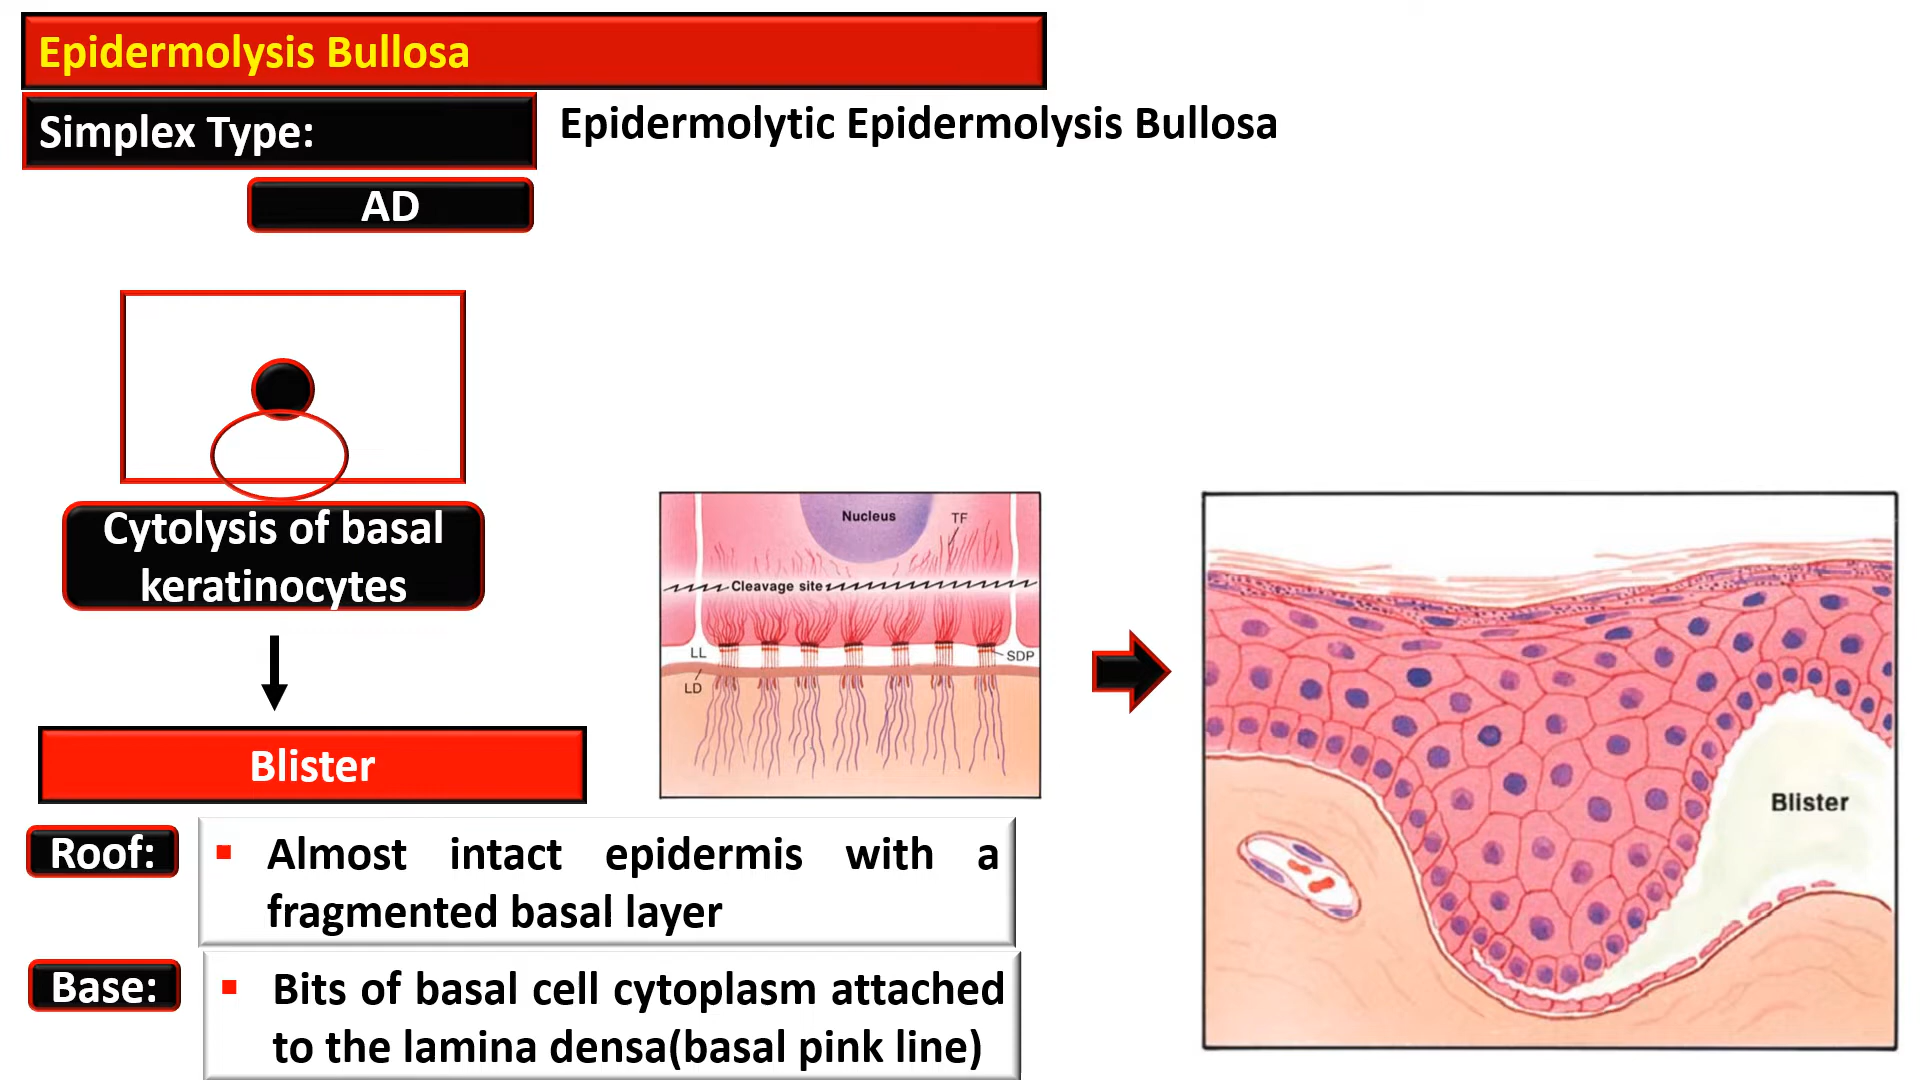 Epidermolysis Bullosa
Simplex Type:
Epidermolytic Epidermolysis Bullosa
AD
Cytolysis of basal
keratinocytes
Blister
Roof:
▪ Almost intact epidermis with a
fragmented basal layer
Base:
▪ Bits of basal cell cytoplasm attached
to the lamina densa(basal pink line)
Nucleus
TF
Cleavage site
LL
SDP
LD
Blister